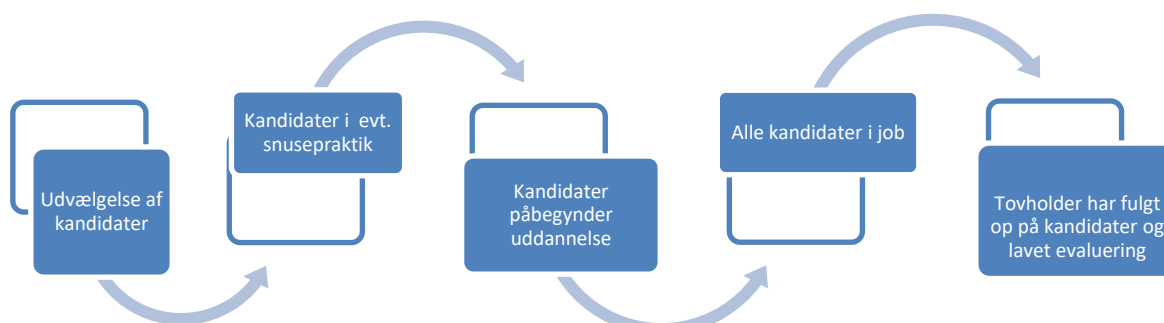 Udvælgelse af
kandidater
Kandidater i  evt.
snusepraktik
Kandidater
påbegynder
uddannelse
Alle kandidater i job
Tovholder har fulgt
op på kandidater og
lavet evaluering